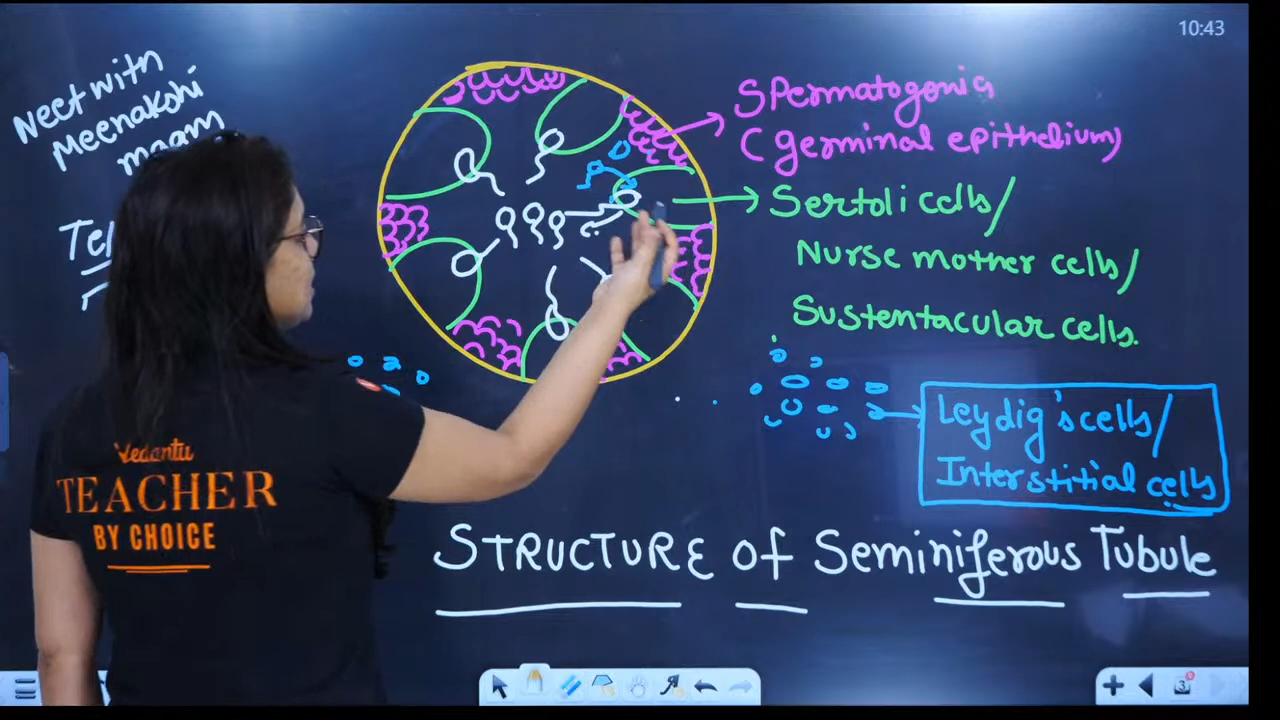 10:43
Neet with
Meenakshi
maam
Spermatogonia
(germinal epithelium)
Sertoli cells/
Nurse mother cells/
Sustentacular cells.
Leydig's cells/
Interstitial cells
Vedantu
TEACHER
BY CHOICE
STRUCTURE of Seminiferous Tubule
3